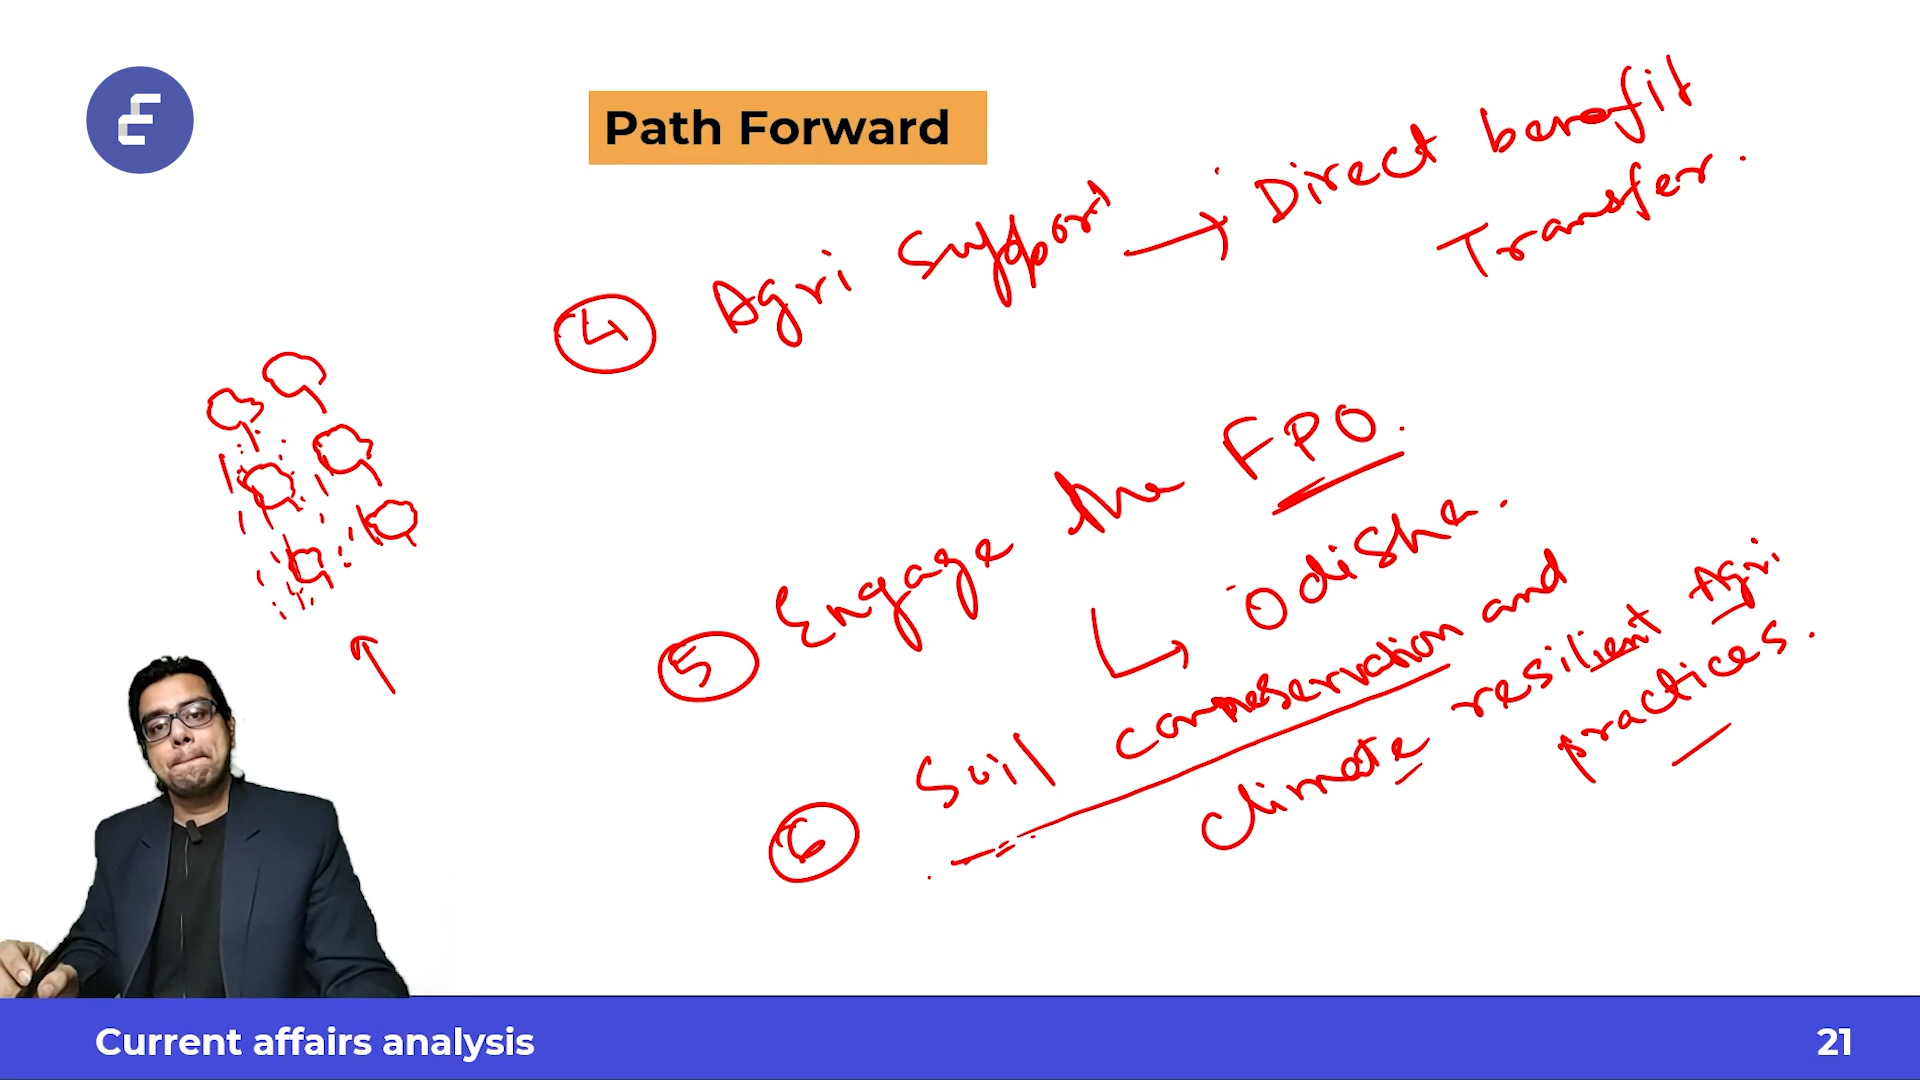 Path Forward
4 Agri Support → Direct benefit
Transfer.
5 Engage the FPO.
Odisha.
6 Soil conservation and
climate resilient Agri
practices.
Current affairs analysis
21